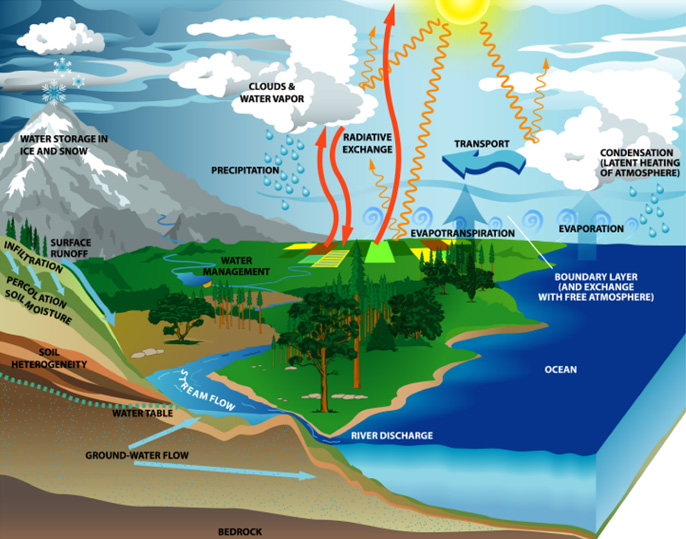 CLOUDS &
WATER VAPOR
WATER STORAGE IN
ICE AND SNOW
RADIATIVE
EXCHANGE
TRANSPORT
CONDENSATION
(LATENT HEATING
OF ATMOSPHERE)
PRECIPITATION
EVAPOTRANSPIRATION
EVAPORATION
SURFACE
RUNOFF
INFILTRATION
WATER
MANAGEMENT
PERCOLATION
SOIL MOISTURE
BOUNDARY LAYER
(AND EXCHANGE
WITH FREE ATMOSPHERE)
SOIL
HETEROGENEITY
OCEAN
STREAM FLOW
WATER TABLE
RIVER DISCHARGE
GROUND-WATER FLOW
BEDROCK